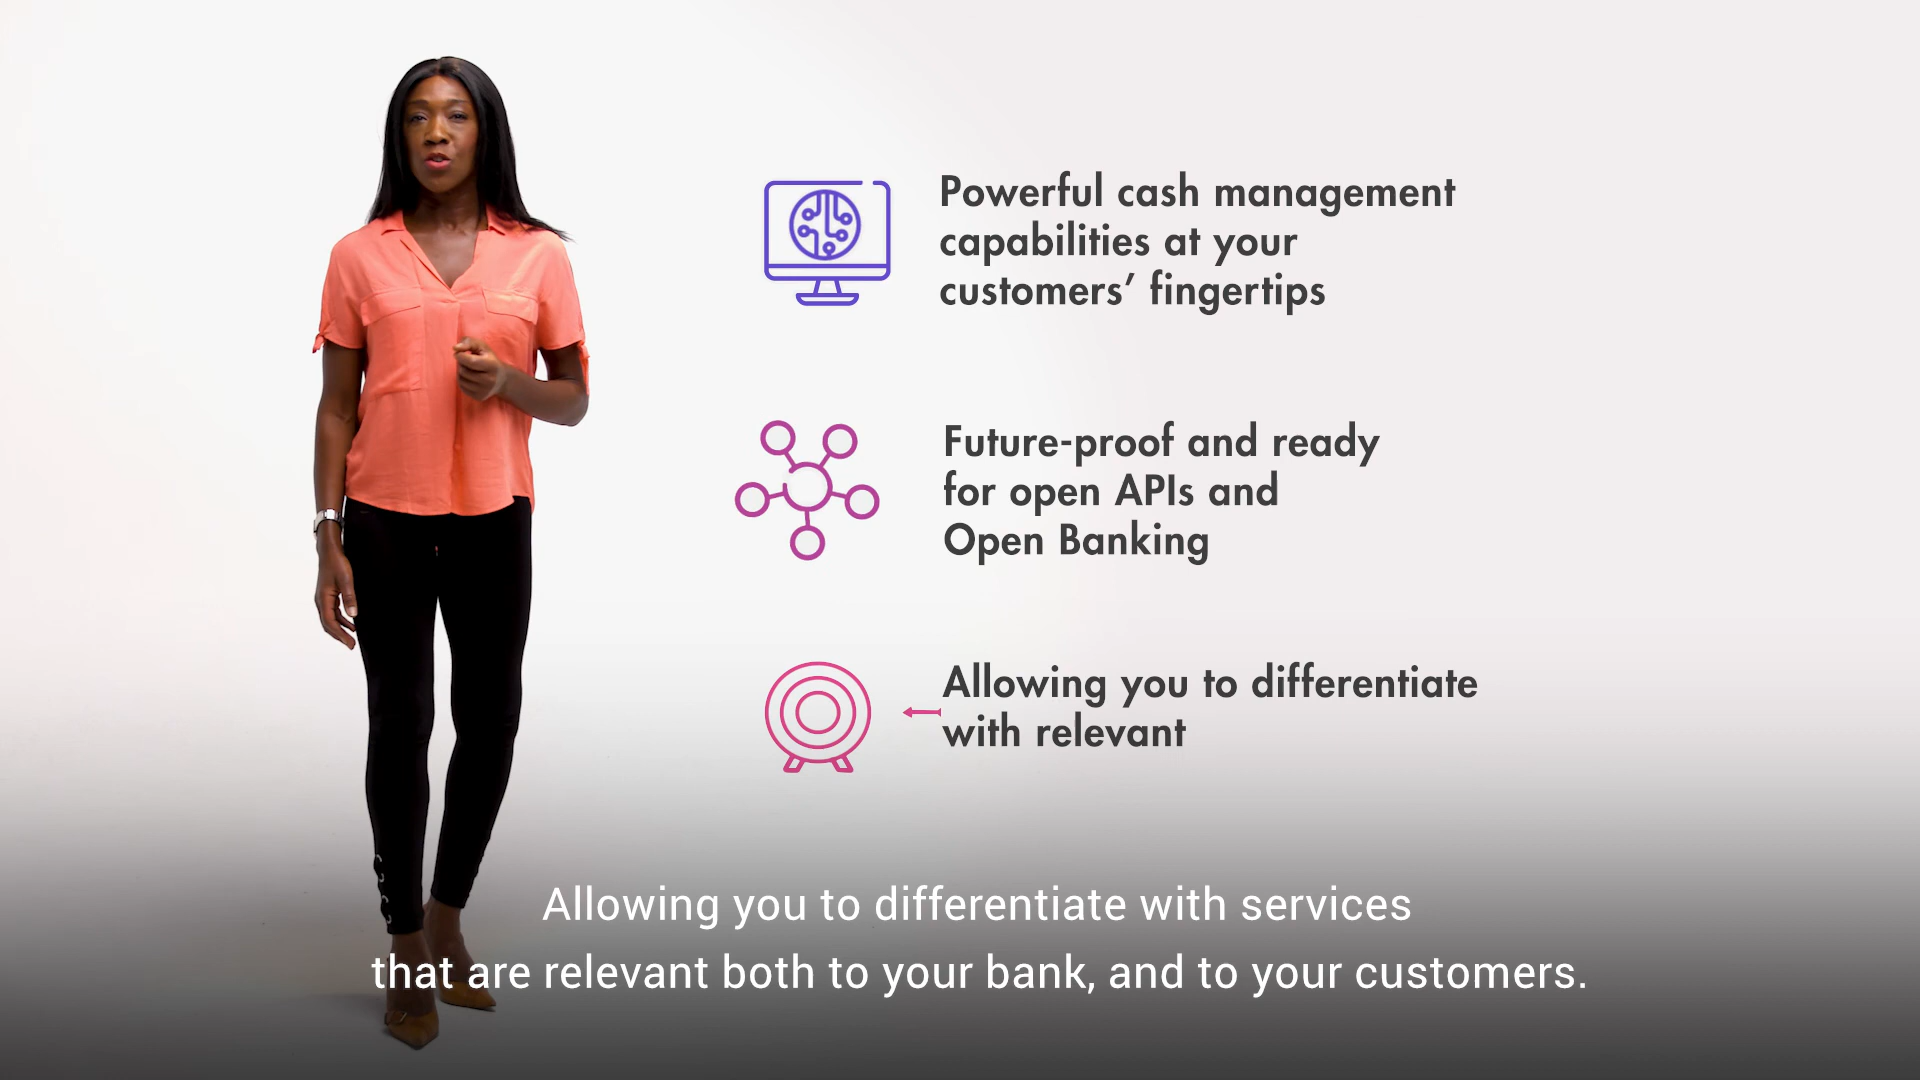 Powerful cash management
capabilities at your
customers’ fingertips
Future-proof and ready
for open APIs and
Open Banking
Allowing you to differentiate
with relevant
Allowing you to differentiate with services
that are relevant both to your bank, and to your customers.